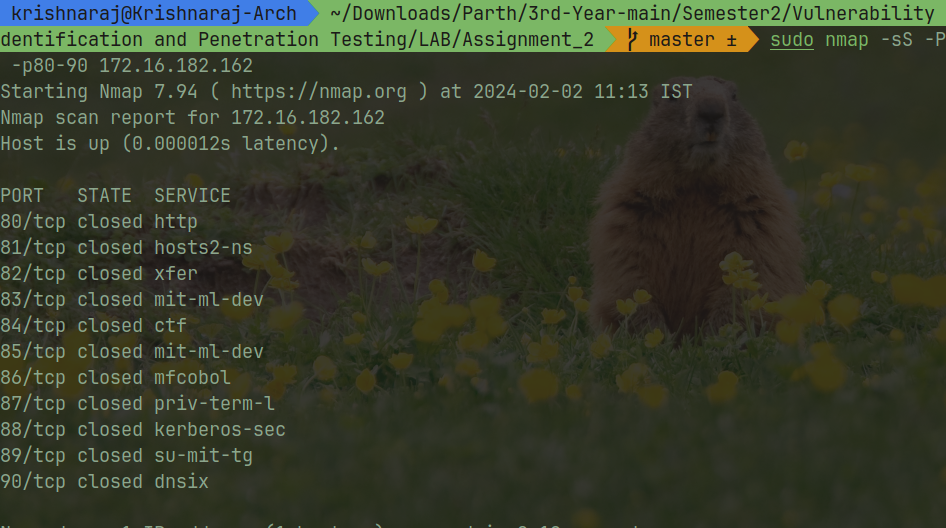 krishnaraj@Krishnaraj-Arch ~/Downloads/Parth/3rd-Year-main/Semester2/Vulnerability
dentification and Penetration Testing/LAB/Assignment_2 master ± sudo nmap -sS -P
-p80-90 172.16.182.162
Starting Nmap 7.94 ( https://nmap.org ) at 2024-02-02 11:13 IST
Nmap scan report for 172.16.182.162
Host is up (0.000012s latency).
PORT STATE SERVICE
80/tcp closed http
81/tcp closed hosts2-ns
82/tcp closed xfer
83/tcp closed mit-ml-dev
84/tcp closed ctf
85/tcp closed mit-ml-dev
86/tcp closed mfcobol
87/tcp closed priv-term-l
88/tcp closed kerberos-sec
89/tcp closed su-mit-tg
90/tcp closed dnsix